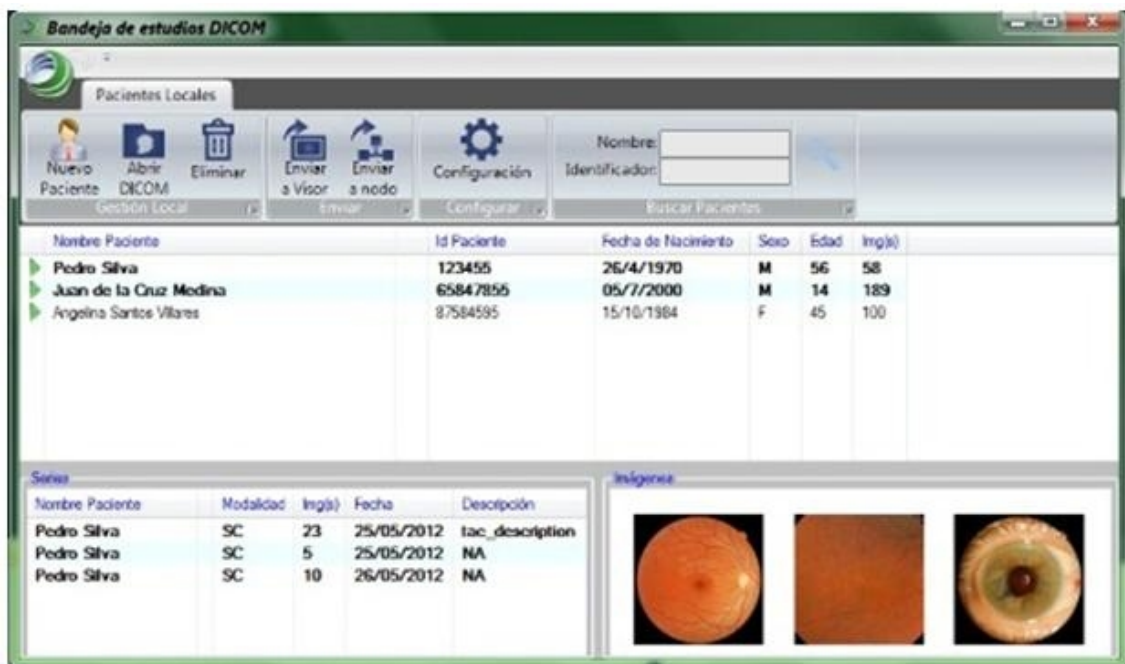 Bandeja de estudios DICOM
Pacientes Locales
Nuevo Paciente
Abrir DICOM
Eliminar
Enviar a Visor
Enviar a nodo
Configuración
Nombre:
Identificador:
Gestión Local
Enviar
Configurar
Buscar Pacientes
Nombre Paciente Id Paciente Fecha de Nacimiento Sexo Edad Img(s)
Pedro Silva 123455 26/4/1970 M 56 58
Juan de la Cruz Medina 65847855 05/7/2000 M 14 189
Angelina Santos Villares 87584595 15/10/1984 F 45 100
Series
Nombre Paciente Modalidad Img(s) Fecha Descripción
Pedro Silva SC 23 25/05/2012 tac_description
Pedro Silva SC 5 25/05/2012 NA
Pedro Silva SC 10 26/05/2012 NA
Imágenes